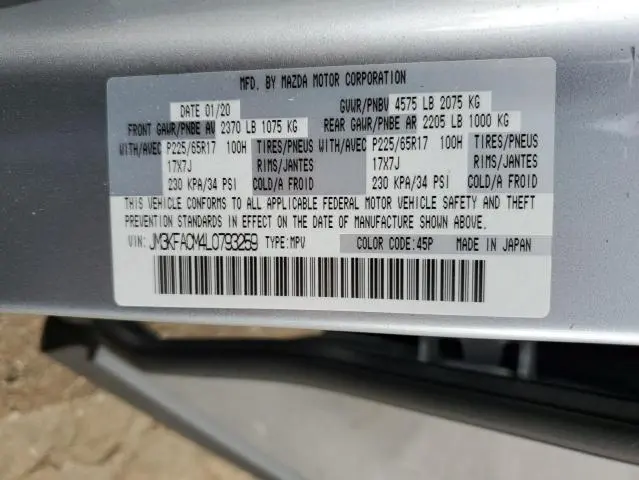 MFD. BY MAZDA MOTOR CORPORATION
DATE 01/20 GVWR/PNBV 4575 LB 2075 KG
FRONT GAWR/PNBE AV 2370 LB 1075 KG REAR GAWR/PNBE AR 2205 LB 1000 KG
WITH/AVEC P225/65R17 100H TIRES/PNEUS WITH/AVEC P225/65R17 100H TIRES/PNEUS
17X7J RIMS/JANTES 17X7J RIMS/JANTES
230 KPA/34 PSI COLD/A FROID 230 KPA/34 PSI COLD/A FROID
THIS VEHICLE CONFORMS TO ALL APPLICABLE FEDERAL MOTOR VEHICLE SAFETY AND THEFT
PREVENTION STANDARDS IN EFFECT ON THE DATE OF MANUFACTURE SHOWN ABOVE.
VIN: JM3KFACM4L0793259 TYPE:MPV COLOR CODE:45P MADE IN JAPAN